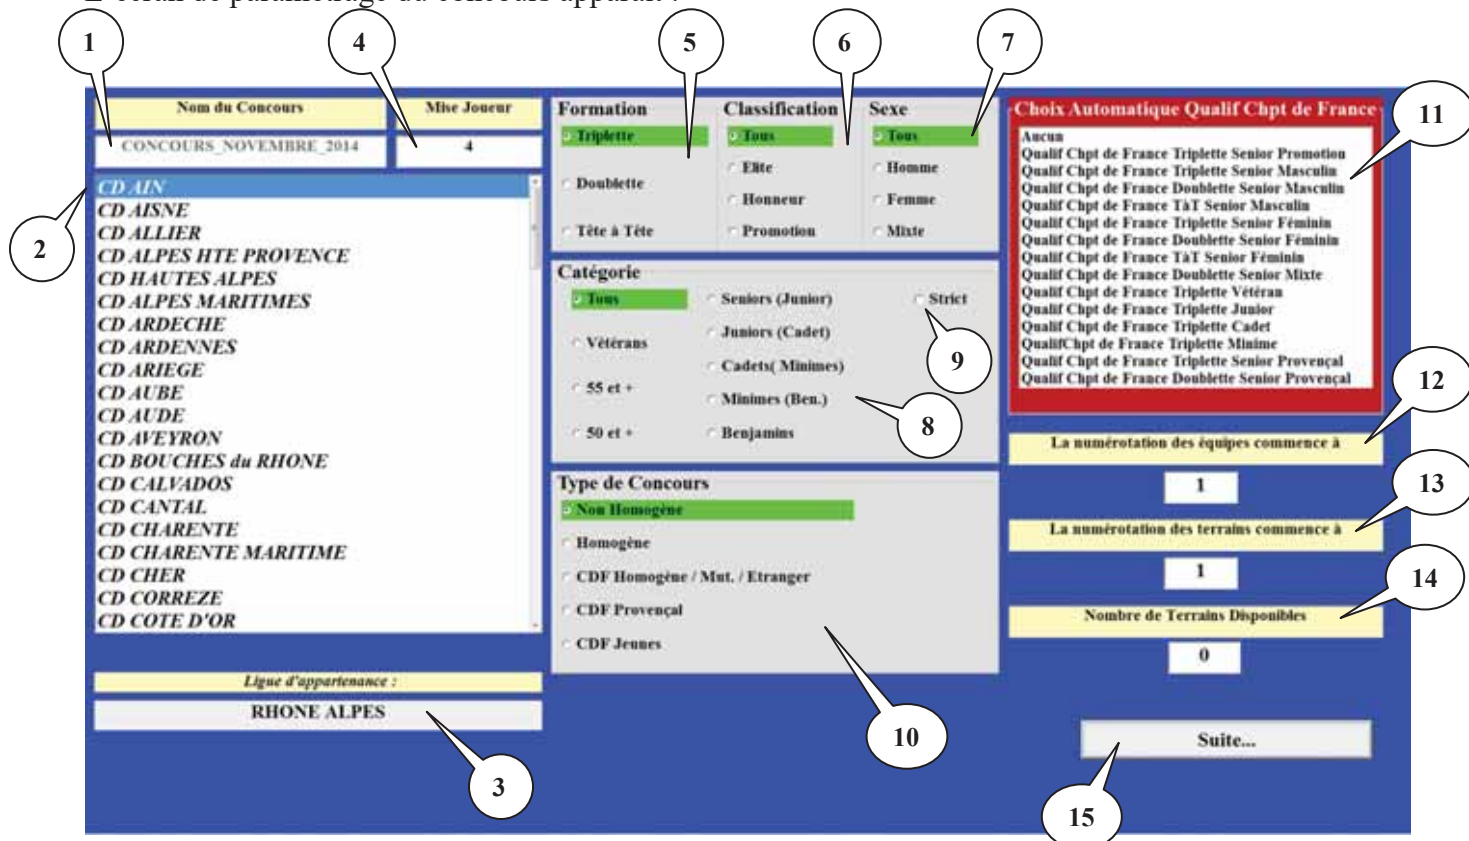 L'écran de paramétrage du concours apparaît :
1
4
5
6
7
Nom du Concours
Mise Joueur
CONCOURS_NOVEMBRE_2014
4
2
CD AIN
CD AISNE
CD ALLIER
CD ALPES HTE PROVENCE
CD HAUTES ALPES
CD ALPES MARITIMES
CD ARDECHE
CD ARDENNES
CD ARIEGE
CD AUBE
CD AUDE
CD AVEYRON
CD BOUCHES du RHONE
CD CALVADOS
CD CANTAL
CD CHARENTE
CD CHARENTE MARITIME
CD CHER
CD CORREZE
CD COTE D'OR
Ligue d'appartenance :
RHONE ALPES
3
Formation
Triplette
Doublette
Tête à Tête
Classification
Tous
Elite
Honneur
Promotion
Sexe
Tous
Homme
Femme
Mixte
Catégorie
Tous
Vétérans
55 et +
50 et +
Seniors (Junior)
Juniors (Cadet)
Cadets( Minimes)
Minimes (Ben.)
Benjamins
Strict
9
8
Type de Concours
Non Homogène
Homogène
CDF Homogène / Mut. / Etranger
CDF Provençal
CDF Jeunes
10
Choix Automatique Qualif Chpt de France
11
Aucun
Qualif Chpt de France Triplette Senior Promotion
Qualif Chpt de France Triplette Senior Masculin
Qualif Chpt de France Doublette Senior Masculin
Qualif Chpt de France TàT Senior Masculin
Qualif Chpt de France Triplette Senior Féminin
Qualif Chpt de France Doublette Senior Féminin
Qualif Chpt de France TàT Senior Féminin
Qualif Chpt de France Doublette Senior Mixte
Qualif Chpt de France Triplette Vétéran
Qualif Chpt de France Triplette Junior
Qualif Chpt de France Triplette Cadet
QualifChpt de France Triplette Minime
Qualif Chpt de France Triplette Senior Provençal
Qualif Chpt de France Doublette Senior Provençal
12
La numérotation des équipes commence à
1
13
La numérotation des terrains commence à
1
14
Nombre de Terrains Disponibles
0
Suite...
15